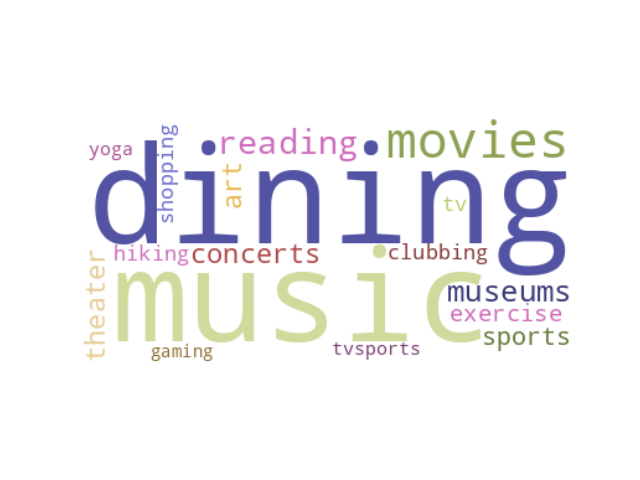 dining
music
movies
reading
concerts
museums
sports
exercise
theater
art
clubbing
hiking
shopping
yoga
tv
gaming
tvsports